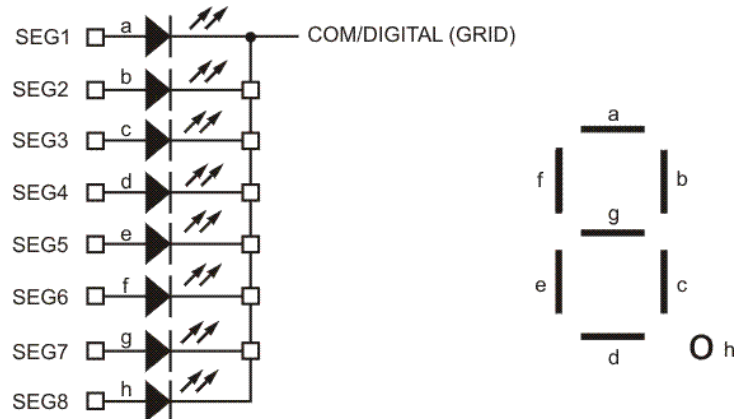 SEG1 a COM/DIGITAL (GRID)
SEG2 b
SEG3 c
SEG4 d
SEG5 e
SEG6 f
SEG7 g
SEG8 h
a
f b
g
e c
d h